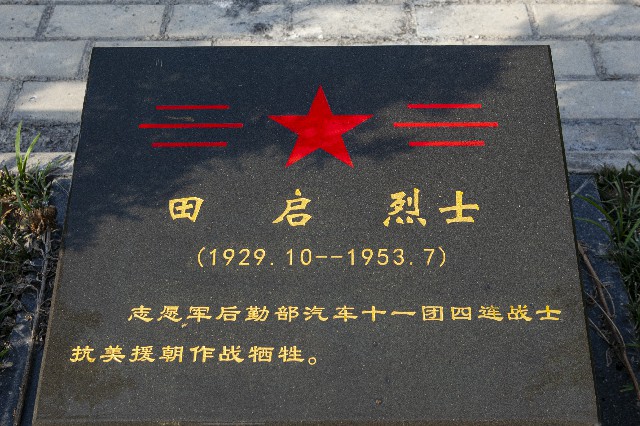 田 启 烈士
(1929.10--1953.7)
志愿军后勤部汽车十一团四连战士
抗美援朝作战牺牲。